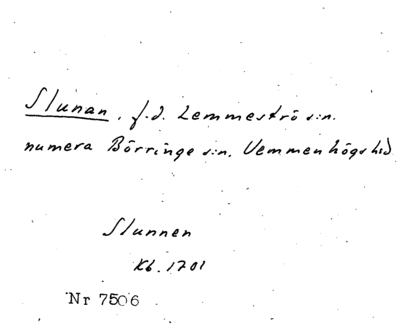 Slunan, f.d. Lemmeströ s:n.
numera Börringe s:n, Vemmenhögs hd
Slunnen
Kb. 1701
Nr 7506